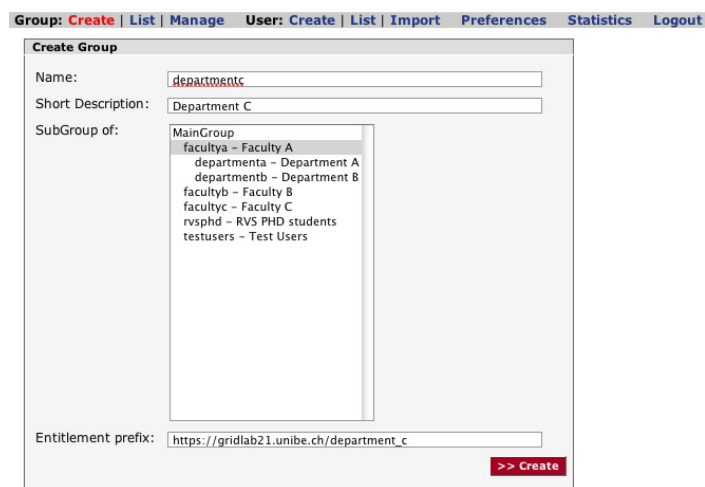 Group: Create | List | Manage User: Create | List | Import Preferences Statistics Logout
Create Group
Name: departmentc
Short Description: Department C
SubGroup of: MainGroup
facultya – Faculty A
departmenta – Department A
departmentb – Department B
facultyb – Faculty B
facultyc – Faculty C
rvsphd – RVS PHD students
testusers – Test Users
Entitlement prefix: https://gridlab21.unibe.ch/department_c
>> Create